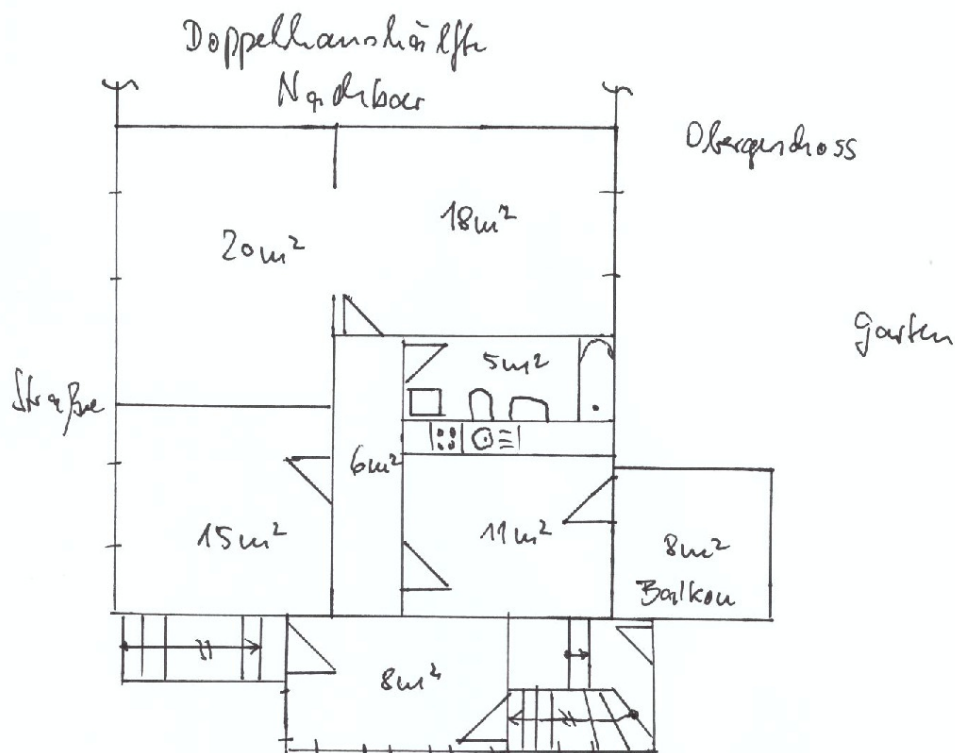 Doppelhaushälfte
Nachbar
Obergeschoss
18m²
20m²
Garten
5m²
Straße
6m²
15m²
11m²
8m²
Balkon
8m²